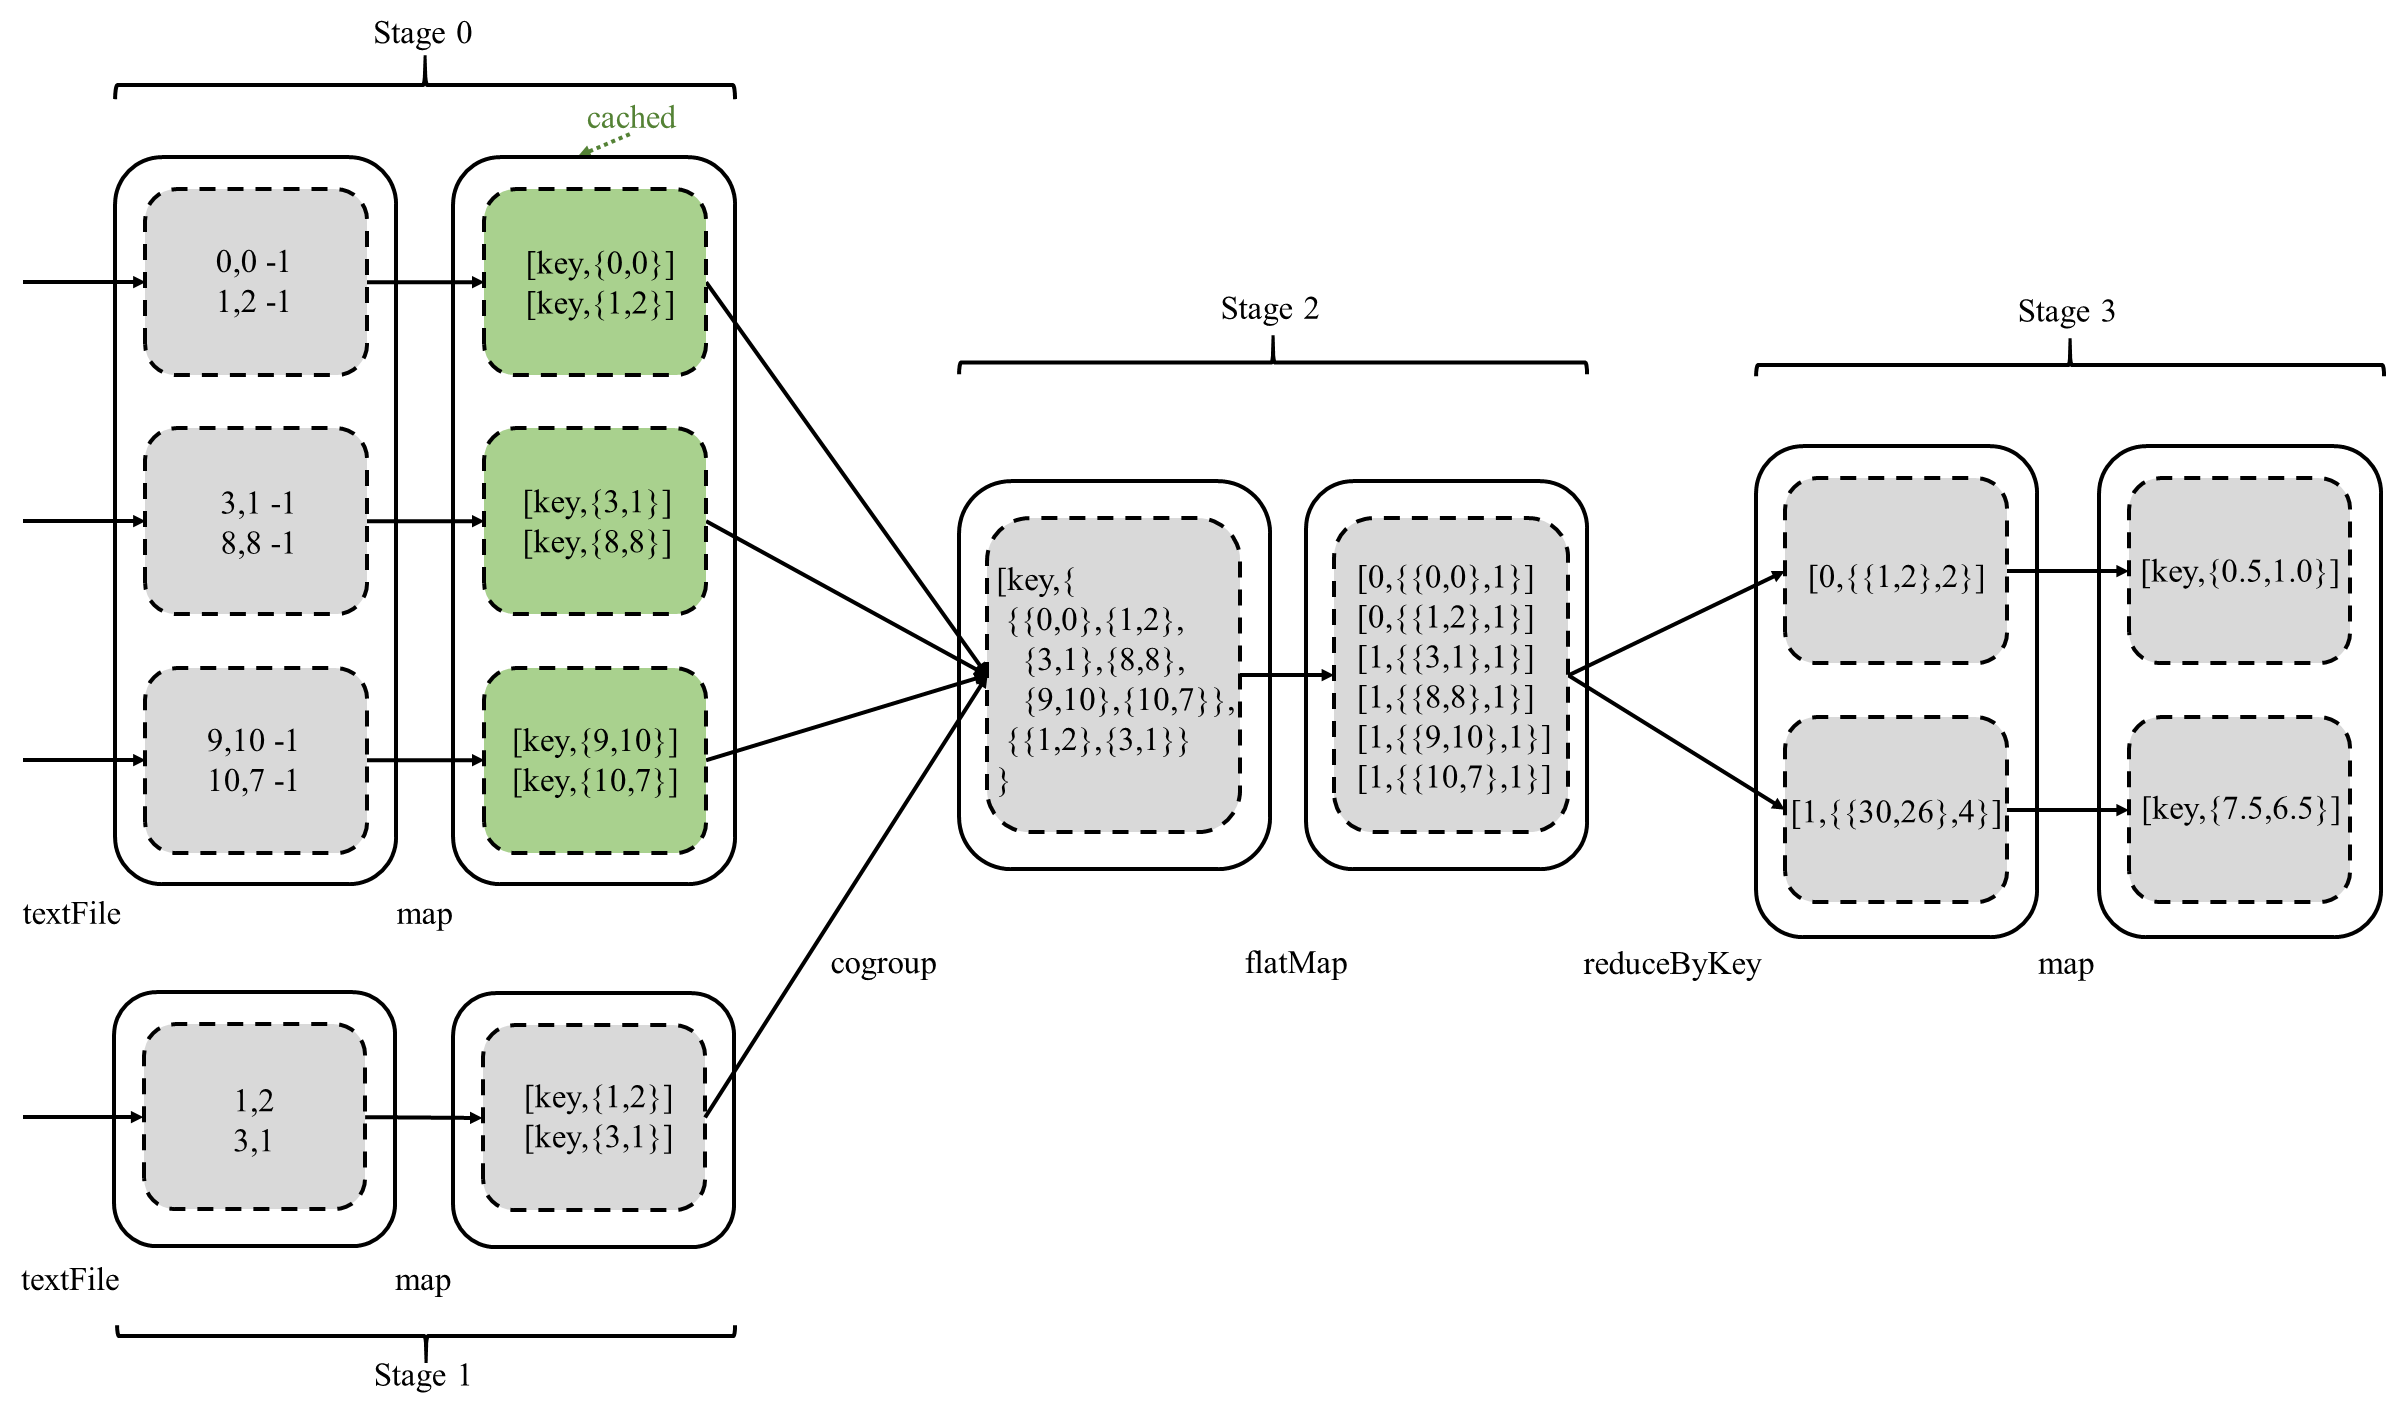 Stage 0
cached
0,0 -1
1,2 -1
[key,{0,0}]
[key,{1,2}]
3,1 -1
8,8 -1
[key,{3,1}]
[key,{8,8}]
9,10 -1
10,7 -1
[key,{9,10}]
[key,{10,7}]
textFile
map
1,2
3,1
[key,{1,2}]
[key,{3,1}]
textFile
map
Stage 1
cogroup
Stage 2
[key,{
{{0,0},{1,2},
{3,1},{8,8},
{9,10},{10,7}},
{{1,2},{3,1}}
}
[0,{{0,0},1}]
[0,{{1,2},1}]
[1,{{3,1},1}]
[1,{{8,8},1}]
[1,{{9,10},1}]
[1,{{10,7},1}]
flatMap
reduceByKey
Stage 3
[0,{{1,2},2}]
[key,{0.5,1.0}]
[1,{{30,26},4}]
[key,{7.5,6.5}]
map